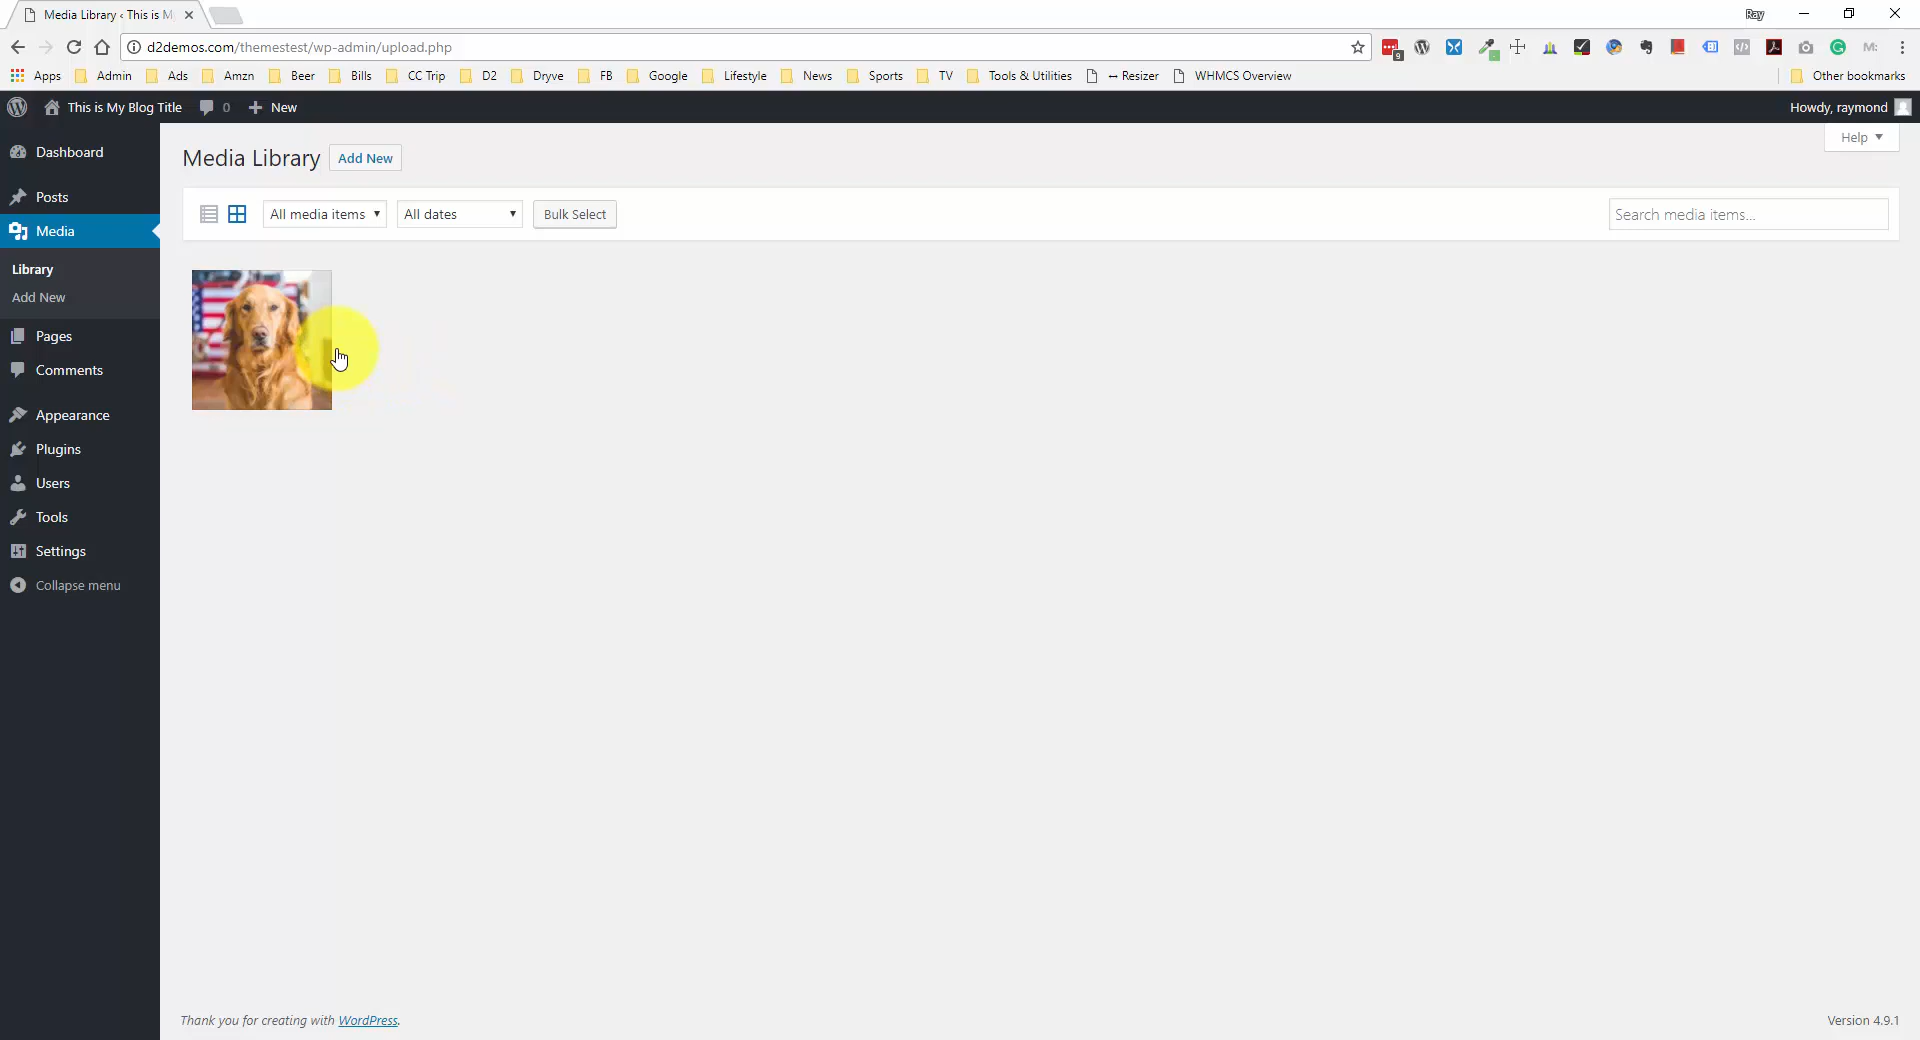 Media Library ‹ This is M
Ray
d2demos.com/themestest/wp-admin/upload.php
9
M:
Apps Admin Ads Amzn Beer Bills CC Trip D2 Dryve FB Google Lifestyle News Sports TV Tools & Utilities ↔ Resizer WHMCS Overview Other bookmarks
This is My Blog Title 0 + New Howdy, raymond
Help
Dashboard
Posts
Media
Library
Add New
Pages
Comments
Appearance
Plugins
Users
Tools
Settings
Collapse menu
Media Library Add New
All media items All dates Bulk Select Search media items...
Thank you for creating with WordPress.
Version 4.9.1